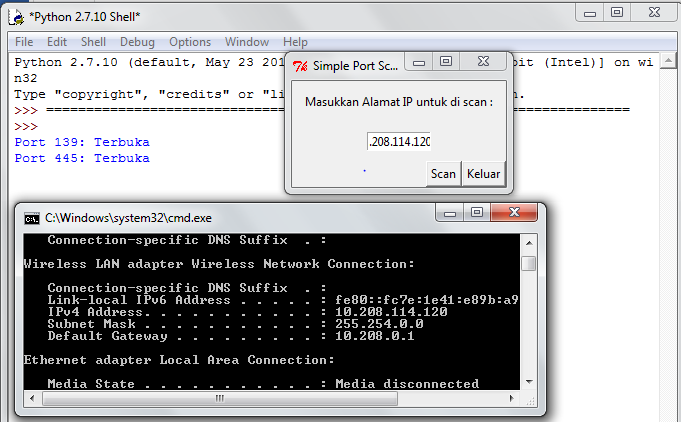 *Python 2.7.10 Shell*
File Edit Shell Debug Options Window Help
Python 2.7.10 (default, May 23 201 bit (Intel)] on wi
n32
Type "copyright", "credits" or "li n.
>>> ==================================================================
>>>
Port 139: Terbuka
Port 445: Terbuka
Simple Port Sc...
Masukkan Alamat IP untuk di scan :
.208.114.120
Scan Keluar
C:\Windows\system32\cmd.exe
Connection-specific DNS Suffix . :
Wireless LAN adapter Wireless Network Connection:
Connection-specific DNS Suffix . :
Link-local IPv6 Address . . . . . : fe80::fc7e:1e41:e89b:a9
IPv4 Address. . . . . . . . . . . : 10.208.114.120
Subnet Mask . . . . . . . . . . . : 255.254.0.0
Default Gateway . . . . . . . . . : 10.208.0.1
Ethernet adapter Local Area Connection:
Media State . . . . . . . . . . . : Media disconnected